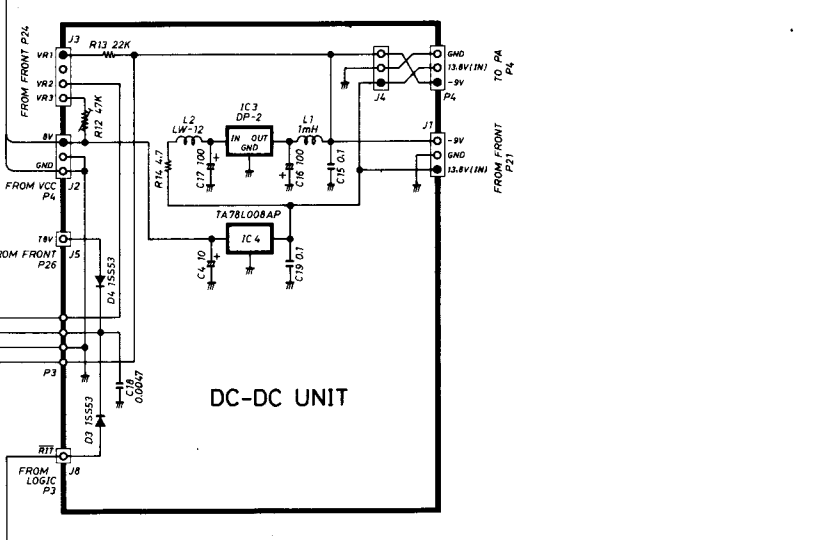 J3
R13 22K
FROM FRONT P24
VR1
VR2
VR3
R12 47K
8V
GND
FROM VCC
P4
J2
T8V
J5
OM FRONT
P26
D4 1SS53
P3
C18
0.0047
D3 1SS53
RIT
J8
FROM
LOGIC
P3
L2
LW-12
IC3
DP-2
IN OUT
GND
L1
1mH
R14 4.7
C17 100
+
C16 100
+
C15 0.1
TA78L008AP
IC4
C4 10
+
C19 0.1
DC-DC UNIT
J4
GND
13.8V(IN)
-9V
P4
TO PA
P4
J1
-9V
GND
13.8V(IN)
FROM FRONT
P21